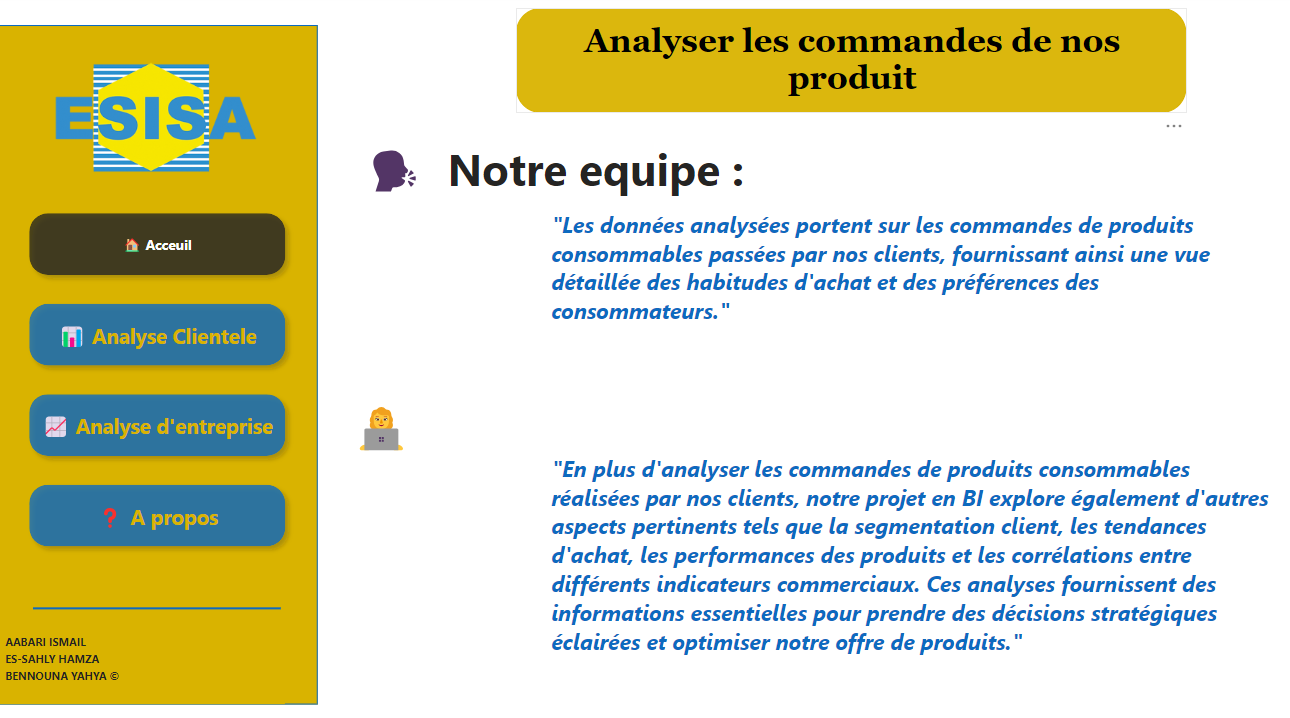 ESISA
Acceuil
Analyse Clientele
Analyse d'entreprise
A propos
AABARI ISMAIL
ES-SAHLY HAMZA
BENNOUNA YAHYA ©
Analyser les commandes de nos
produit
Notre equipe :
"Les données analysées portent sur les commandes de produits
consommables passées par nos clients, fournissant ainsi une vue
détaillée des habitudes d'achat et des préférences des
consommateurs."
"En plus d'analyser les commandes de produits consommables
réalisées par nos clients, notre projet en BI explore également d'autres
aspects pertinents tels que la segmentation client, les tendances
d'achat, les performances des produits et les corrélations entre
différents indicateurs commerciaux. Ces analyses fournissent des
informations essentielles pour prendre des décisions stratégiques
éclairées et optimiser notre offre de produits."